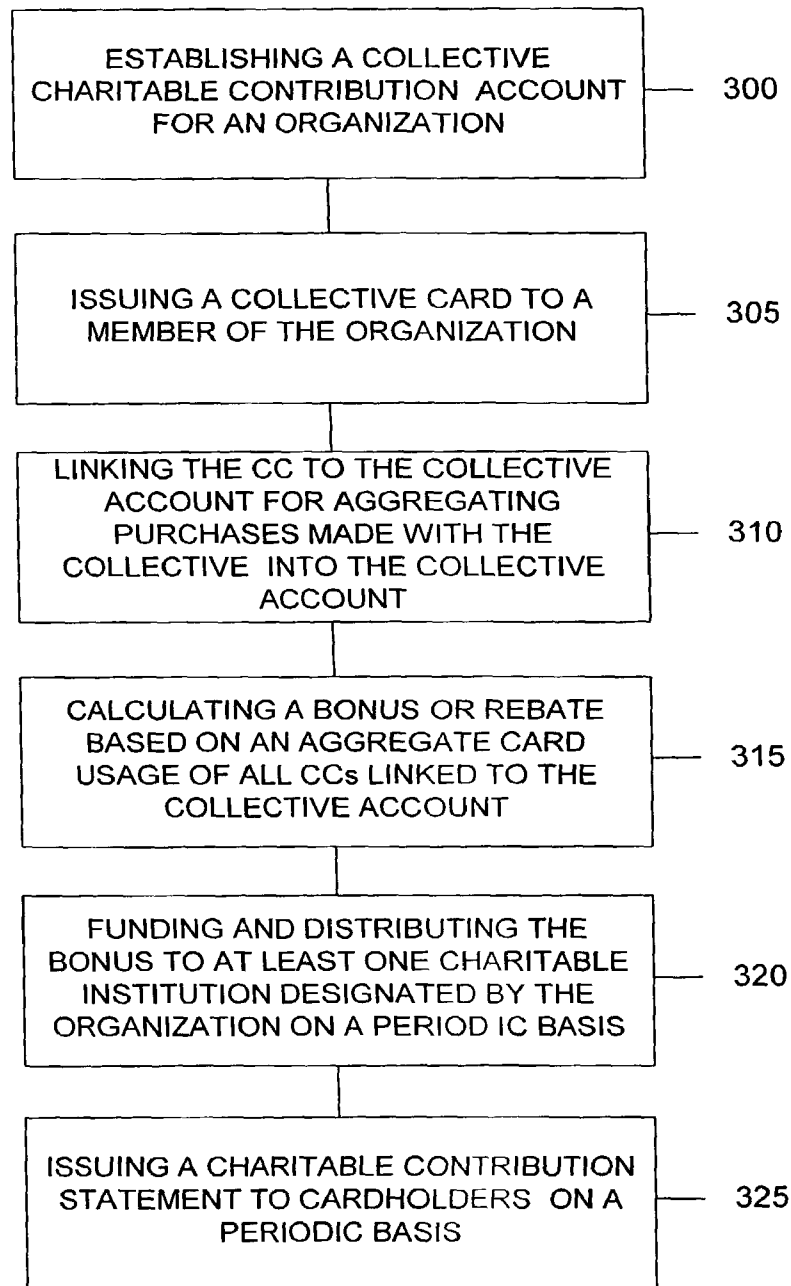 ESTABLISHING A COLLECTIVE
CHARITABLE CONTRIBUTION ACCOUNT
FOR AN ORGANIZATION
300
ISSUING A COLLECTIVE CARD TO A
MEMBER OF THE ORGANIZATION
305
LINKING THE CC TO THE COLLECTIVE
ACCOUNT FOR AGGREGATING
PURCHASES MADE WITH THE
COLLECTIVE INTO THE COLLECTIVE
ACCOUNT
310
CALCULATING A BONUS OR REBATE
BASED ON AN AGGREGATE CARD
USAGE OF ALL CCs LINKED TO THE
COLLECTIVE ACCOUNT
315
FUNDING AND DISTRIBUTING THE
BONUS TO AT LEAST ONE CHARITABLE
INSTITUTION DESIGNATED BY THE
ORGANIZATION ON A PERIOD IC BASIS
320
ISSUING A CHARITABLE CONTRIBUTION
STATEMENT TO CARDHOLDERS ON A
PERIODIC BASIS
325